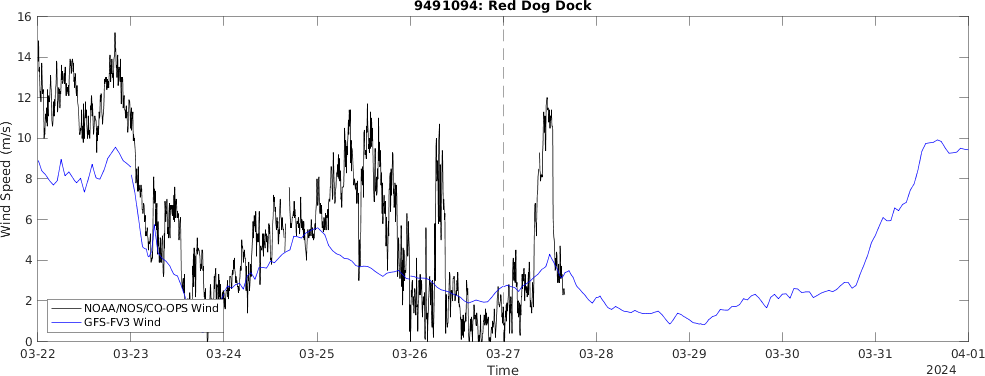 9491094: Red Dog Dock
16
14
12
10
8
6
4
2
0
Wind Speed (m/s)
NOAA/NOS/CO-OPS Wind
GFS-FV3 Wind
03-22 03-23 03-24 03-25 03-26 03-27 03-28 03-29 03-30 03-31 04-01
Time
2024